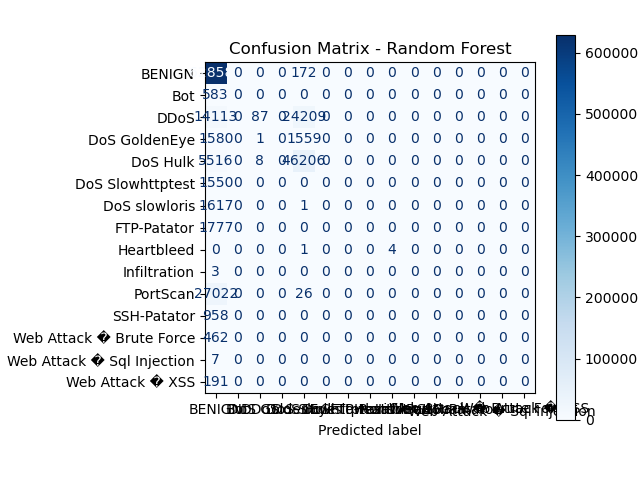 Confusion Matrix - Random Forest
BENIGN 0 0 0 172 0 0 0 0 0 0 0 0 0 0
Bot 583 0 0 0 0 0 0 0 0 0 0 0 0 0 0
DDoS 14113 0 87 0 24209 0 0 0 0 0 0 0 0 0 0
DoS GoldenEye 1580 0 1 0 1559 0 0 0 0 0 0 0 0 0 0
DoS Hulk 5516 0 8 0 46206 0 0 0 0 0 0 0 0 0 0
DoS Slowhttptest 1550 0 0 0 0 0 0 0 0 0 0 0 0 0 0
DoS slowloris 1617 0 0 0 1 0 0 0 0 0 0 0 0 0 0
FTP-Patator 1777 0 0 0 0 0 0 0 0 0 0 0 0 0 0
Heartbleed 0 0 0 0 1 0 0 0 4 0 0 0 0 0 0
Infiltration 3 0 0 0 0 0 0 0 0 0 0 0 0 0 0
PortScan 27022 0 0 0 26 0 0 0 0 0 0 0 0 0 0
SSH-Patator 958 0 0 0 0 0 0 0 0 0 0 0 0 0 0
Web Attack � Brute Force 462 0 0 0 0 0 0 0 0 0 0 0 0 0 0
Web Attack � Sql Injection 7 0 0 0 0 0 0 0 0 0 0 0 0 0 0
Web Attack � XSS 191 0 0 0 0 0 0 0 0 0 0 0 0 0 0
Predicted label
600000
500000
400000
300000
200000
100000
0